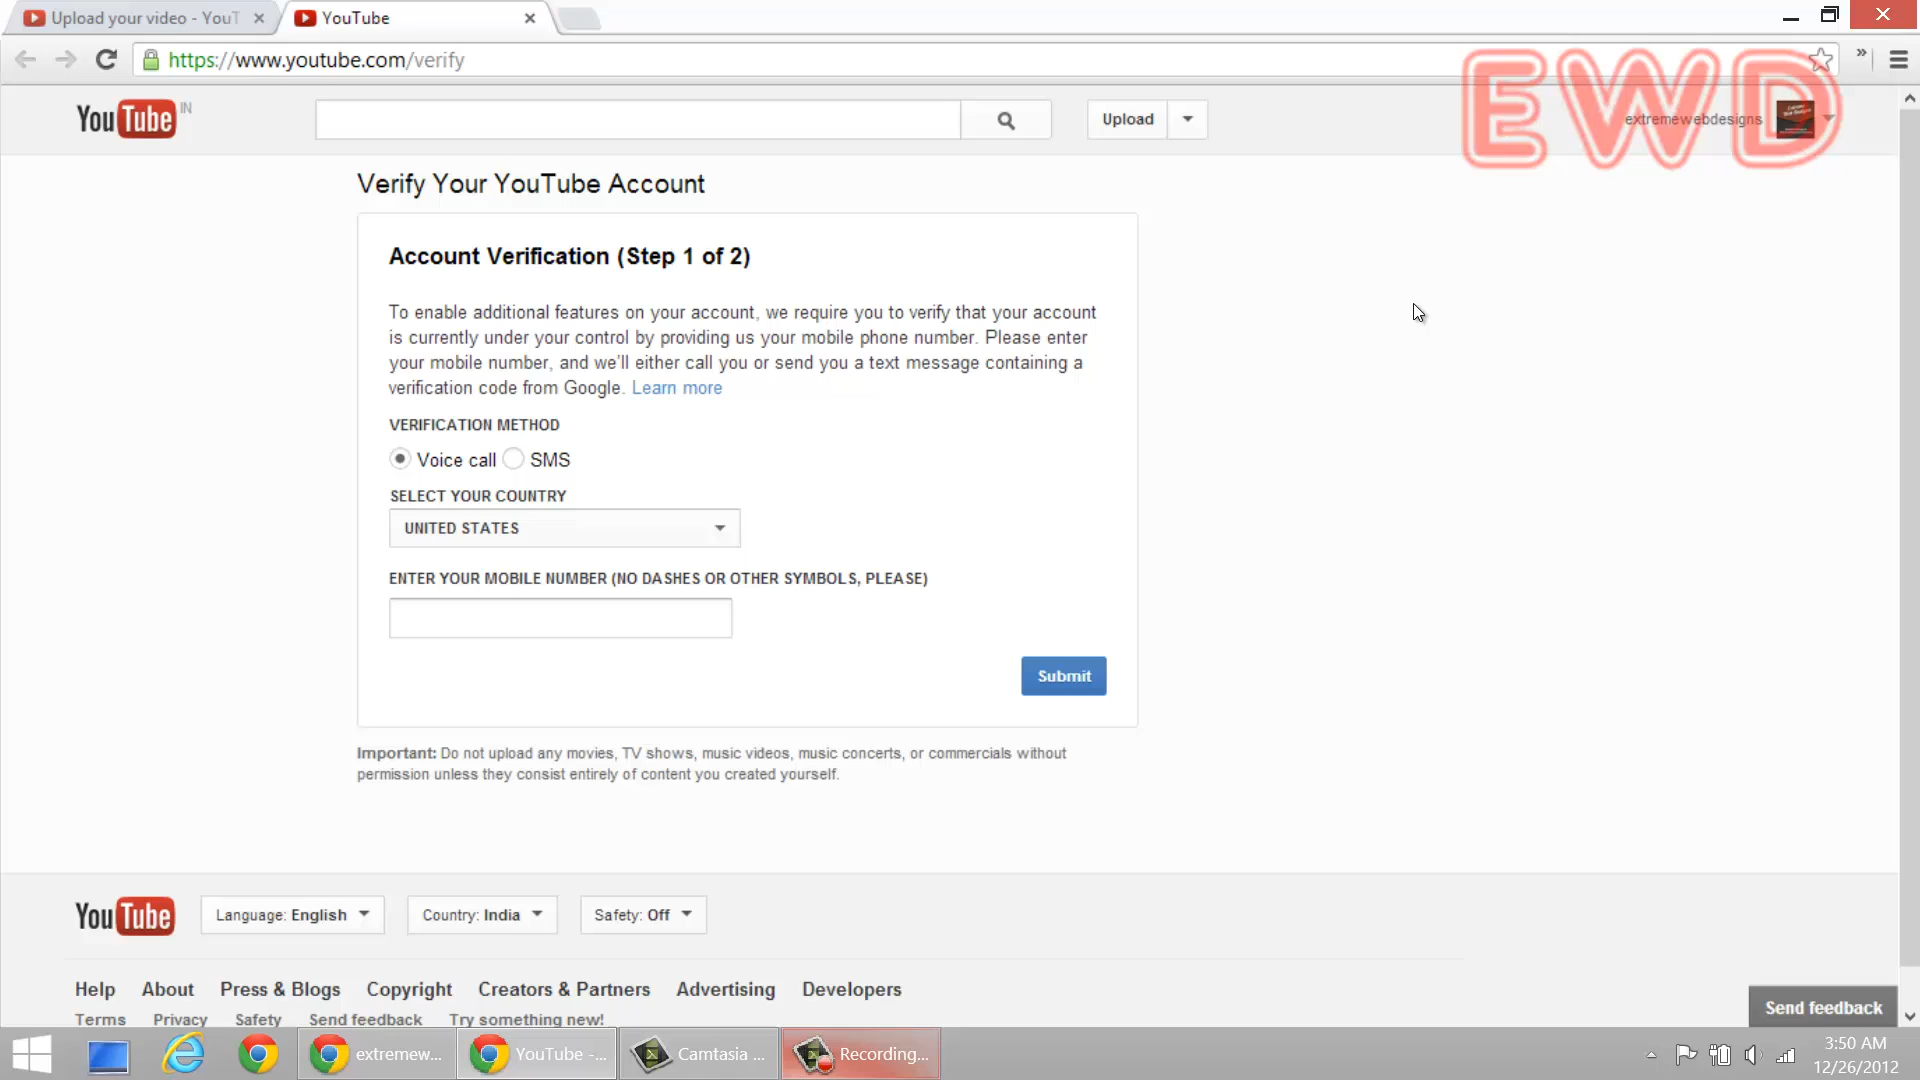 Upload your video - YouT
YouTube
https://www.youtube.com/verify
YouTube IN
Upload
extremewebdesigns
EWD
Verify Your YouTube Account
Account Verification (Step 1 of 2)
To enable additional features on your account, we require you to verify that your account
is currently under your control by providing us your mobile phone number. Please enter
your mobile number, and we'll either call you or send you a text message containing a
verification code from Google. Learn more
VERIFICATION METHOD
Voice call SMS
SELECT YOUR COUNTRY
UNITED STATES
ENTER YOUR MOBILE NUMBER (NO DASHES OR OTHER SYMBOLS, PLEASE)
Submit
Important: Do not upload any movies, TV shows, music videos, music concerts, or commercials without
permission unless they consist entirely of content you created yourself.
YouTube
Language: English
Country: India
Safety: Off
Help About Press & Blogs Copyright Creators & Partners Advertising Developers
Terms Privacy Safety Send feedback Try something new!
Send feedback
extremew...
YouTube -...
Camtasia ...
Recording...
3:50 AM
12/26/2012